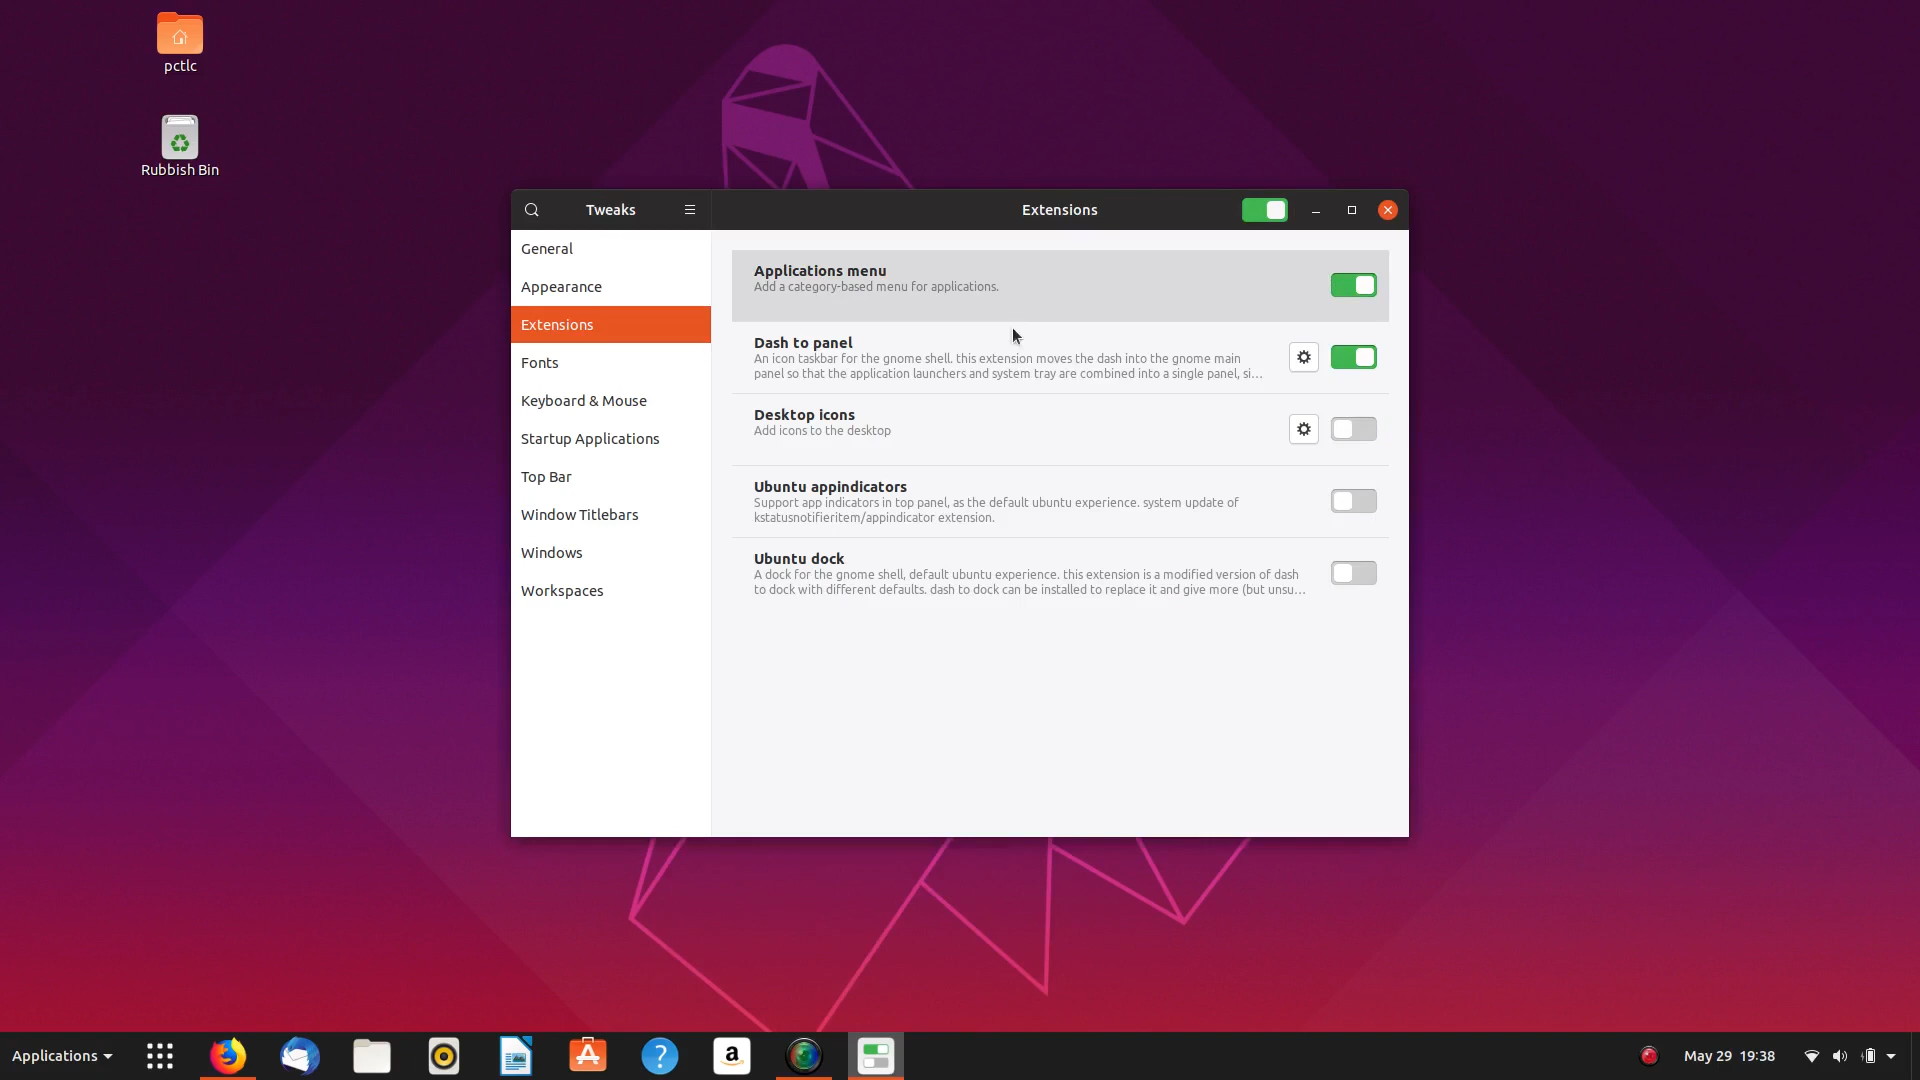 pctlc
Rubbish Bin
Tweaks
Extensions
General
Appearance
Extensions
Fonts
Keyboard & Mouse
Startup Applications
Top Bar
Window Titlebars
Windows
Workspaces
Applications menu
Add a category-based menu for applications.
Dash to panel
An icon taskbar for the gnome shell. this extension moves the dash into the gnome main
panel so that the application launchers and system tray are combined into a single panel, si...
Desktop icons
Add icons to the desktop
Ubuntu appindicators
Support app indicators in top panel, as the default ubuntu experience. system update of
kstatusnotifieritem/appindicator extension.
Ubuntu dock
A dock for the gnome shell, default ubuntu experience. this extension is a modified version of dash
to dock with different defaults. dash to dock can be installed to replace it and give more (but unsu...
Applications
?
a
May 29 19:38